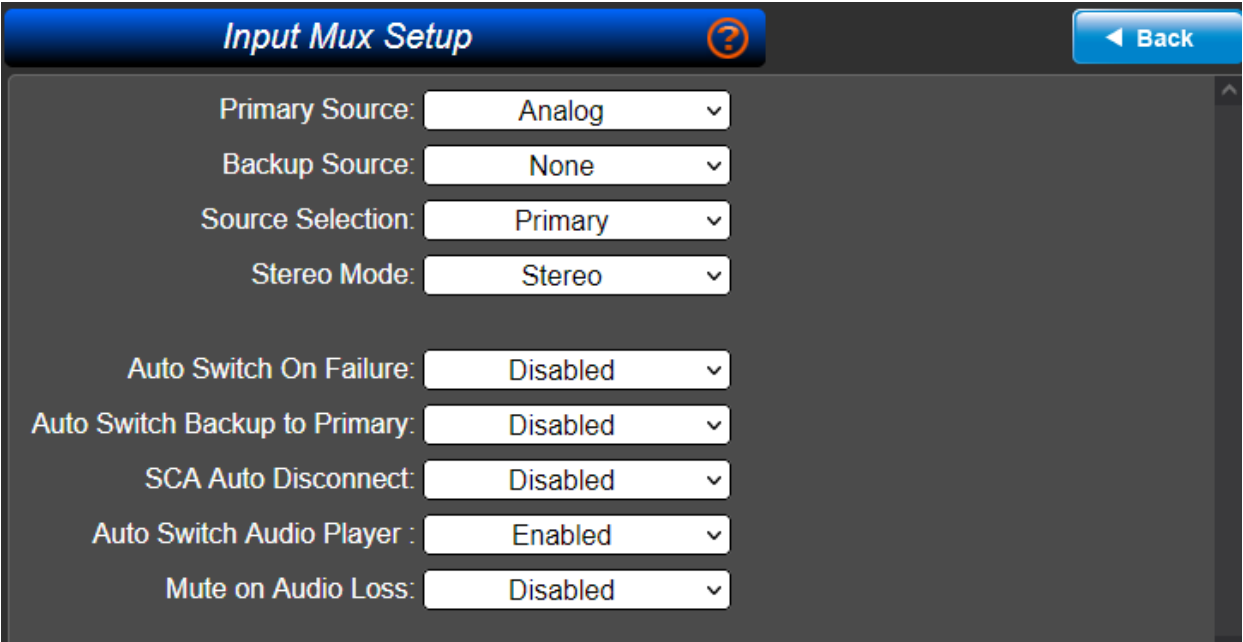 Input Mux Setup ?
◀ Back
Primary Source: Analog
Backup Source: None
Source Selection: Primary
Stereo Mode: Stereo
Auto Switch On Failure: Disabled
Auto Switch Backup to Primary: Disabled
SCA Auto Disconnect: Disabled
Auto Switch Audio Player : Enabled
Mute on Audio Loss: Disabled